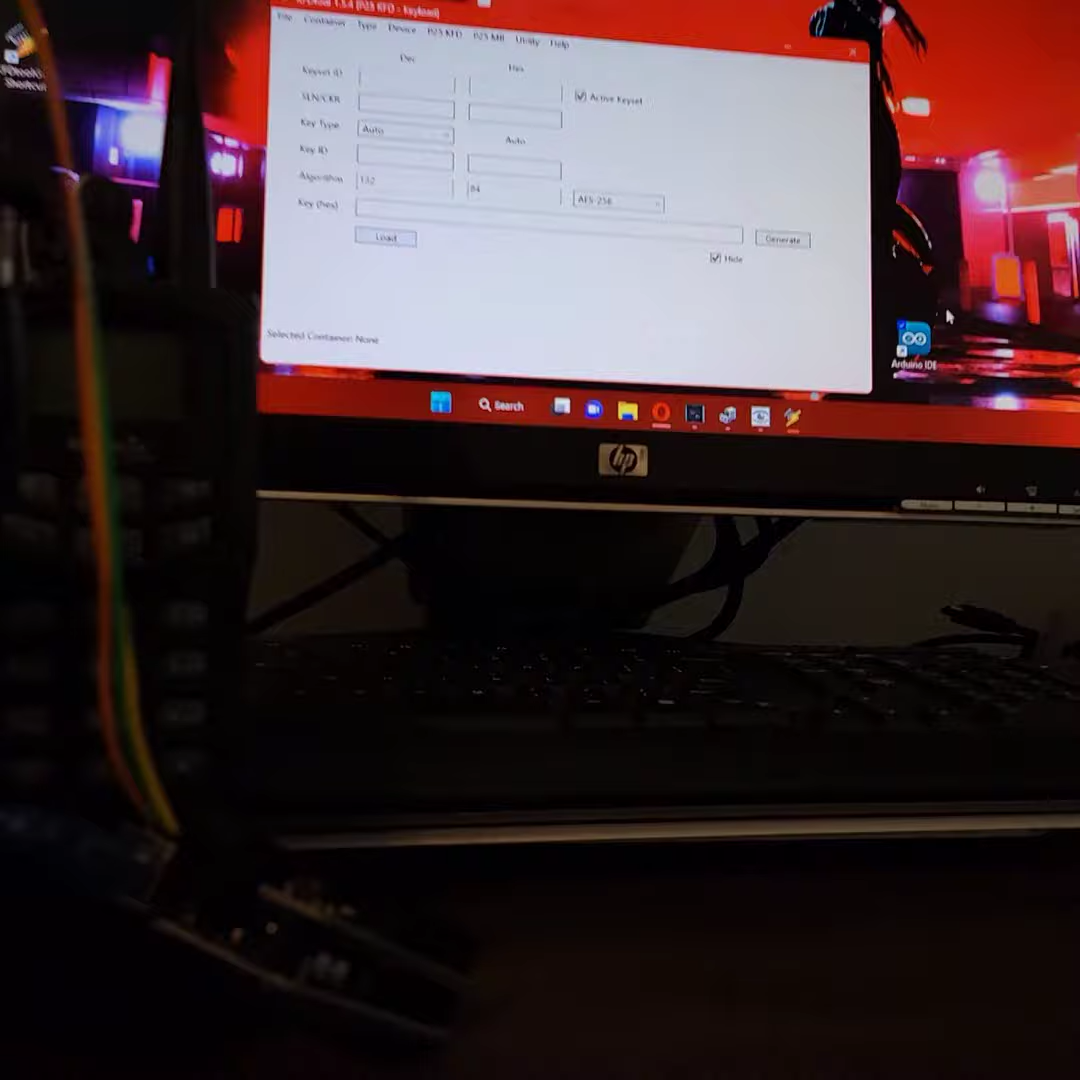 KFDtool 1.5.4 (P25 KFD - Keyload)
File Container Type Device P25 KFD P25 MR Utility Help
Dec Hex
Keyset ID
Active Keyset
SLN/CKR
Key Type Auto Auto
Key ID
Algorithm 132 84 AES-256
Key (hex)
Load Generate
Hide
Selected Container: None
Shortcut
Arduino IDE
Search
hp